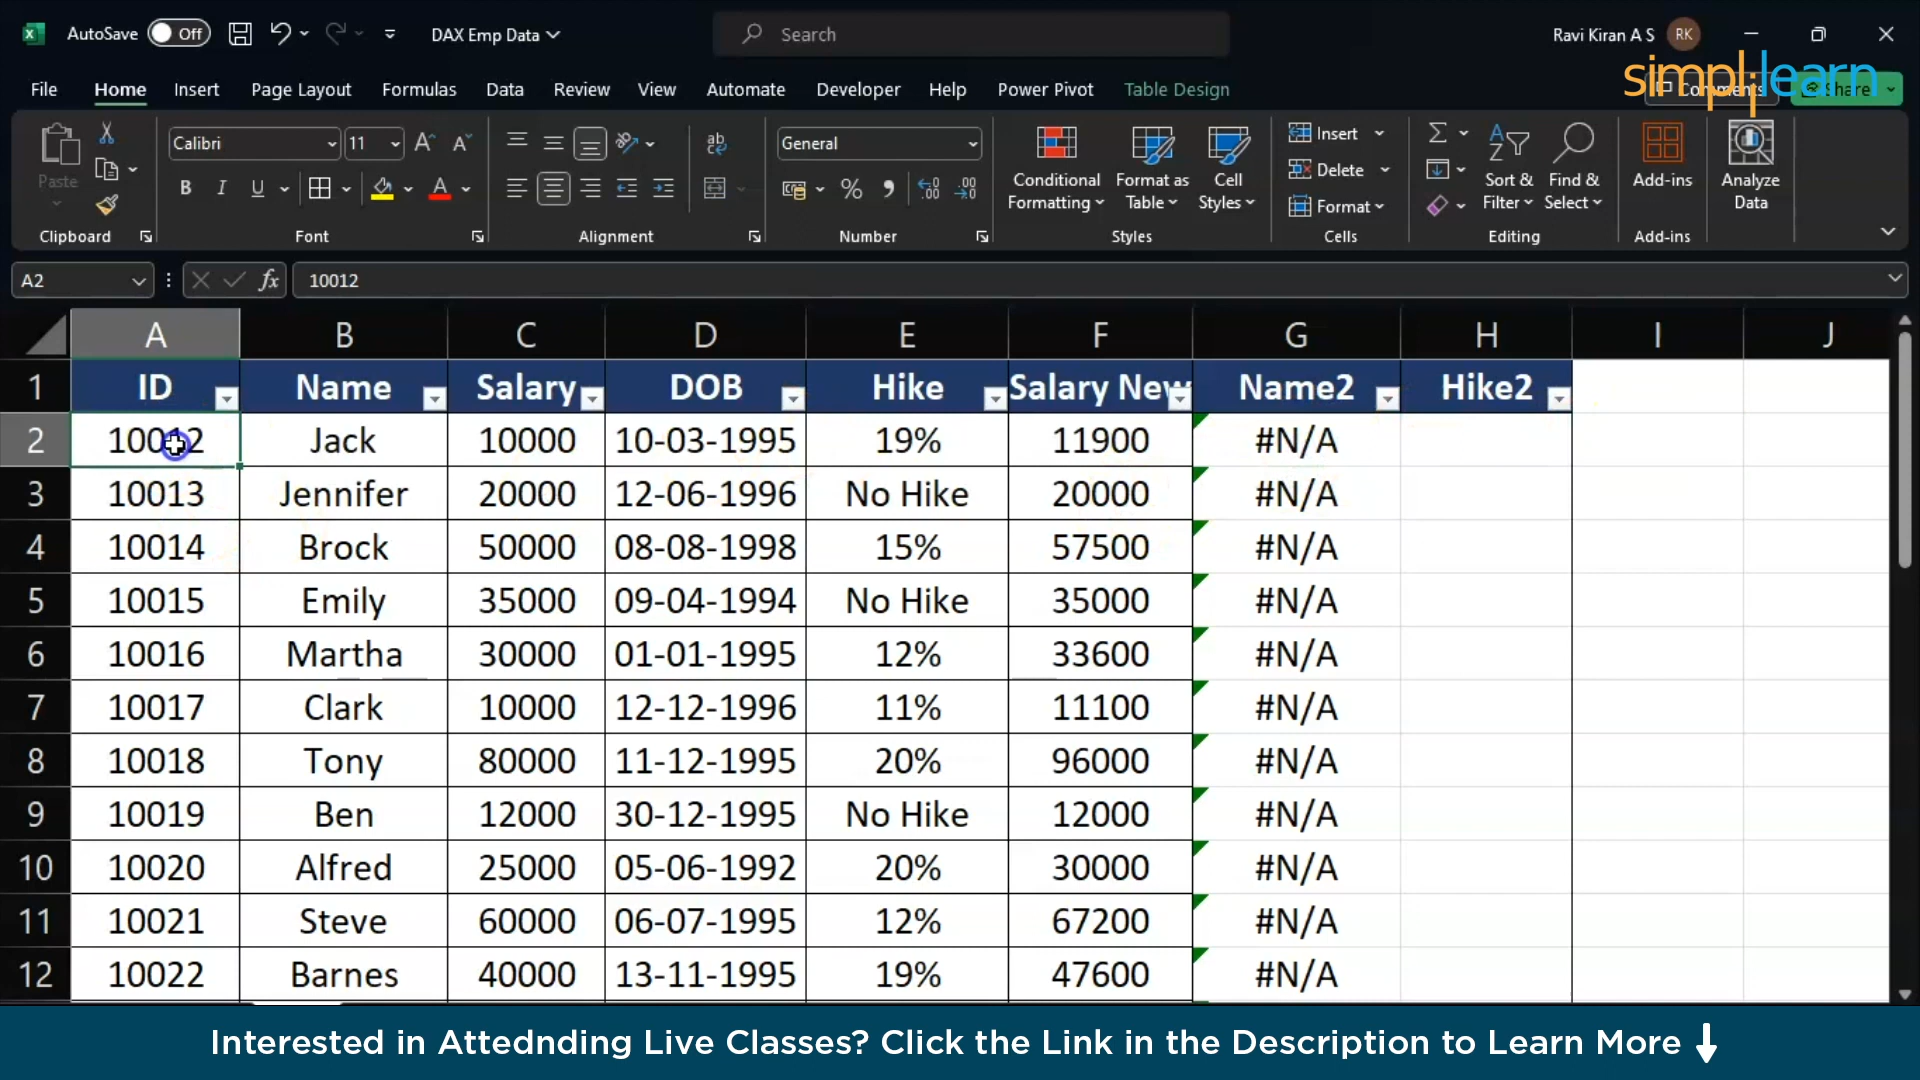 AutoSave Off DAX Emp Data Search Ravi Kiran A S RK
simplilearn
File Home Insert Page Layout Formulas Data Review View Automate Developer Help Power Pivot Table Design Comments Share
Paste Calibri 11 General Conditional Formatting Format as Table Cell Styles Insert Delete Format Sort & Filter Find & Select Add-ins Analyze Data
Clipboard Font Alignment Number Styles Cells Editing Add-ins
A2 fx 10012
A B C D E F G H I J
1 ID Name Salary DOB Hike Salary New Name2 Hike2
2 10012 Jack 10000 10-03-1995 19% 11900 #N/A
3 10013 Jennifer 20000 12-06-1996 No Hike 20000 #N/A
4 10014 Brock 50000 08-08-1998 15% 57500 #N/A
5 10015 Emily 35000 09-04-1994 No Hike 35000 #N/A
6 10016 Martha 30000 01-01-1995 12% 33600 #N/A
7 10017 Clark 10000 12-12-1996 11% 11100 #N/A
8 10018 Tony 80000 11-12-1995 20% 96000 #N/A
9 10019 Ben 12000 30-12-1995 No Hike 12000 #N/A
10 10020 Alfred 25000 05-06-1992 20% 30000 #N/A
11 10021 Steve 60000 06-07-1995 12% 67200 #N/A
12 10022 Barnes 40000 13-11-1995 19% 47600 #N/A
Interested in Attednding Live Classes? Click the Link in the Description to Learn More